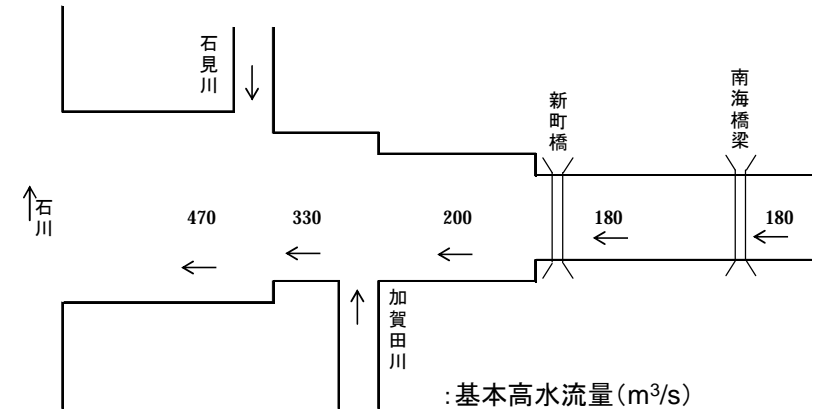 石見川
南海橋梁
新町橋
石川
470
330
200
180
180
加賀田川
:基本高水流量(m³/s)